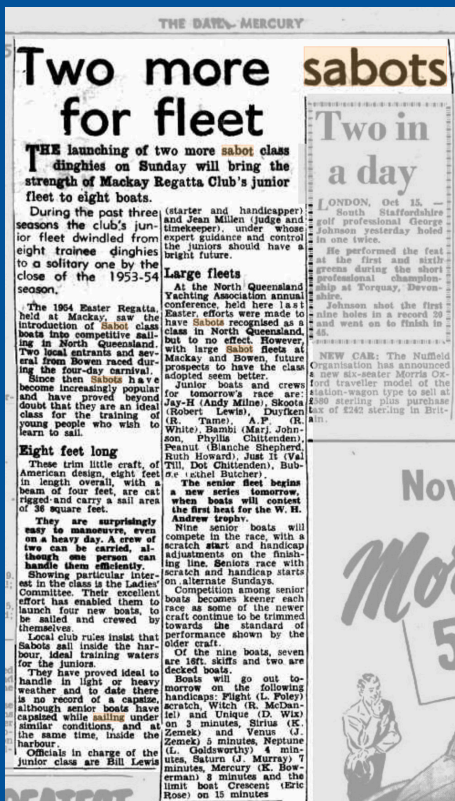 THE DAILY MERCURY
Two more sabots
for fleet
THE launching of two more sabot class
dinghies on Sunday will bring the
strength of Mackay Regatta Club's junior
fleet to eight boats.
During the past three
seasons the club's jun-
ior fleet dwindled from
eight trainee dinghies
to a solitary one by the
close of the 1953-54
season.
The 1954 Easter Regatta,
held at Mackay, saw the
introduction of Sabot class
boats into competitive sail-
ing in North Queensland.
Two local entrants and sev-
eral from Bowen raced dur-
ing the four-day carnival.
Since then Sabots have
become increasingly popular
and have proved beyond
doubt that they are an ideal
class for the training of
young people who wish to
learn to sail.
Eight feet long
These trim little craft, of
American design, eight feet
in length overall, with a
beam of four feet, are cat
rigged and carry a sail area
of 36 square feet.
They are surprisingly
easy to manoeuvre, even
on a heavy day. A crew of
two can be carried, al-
though one person can
handle them efficiently.
Showing particular inter-
est in the class is the Ladies'
Committee. Their excellent
effort has enabled them to
launch four new boats, to
be sailed and crewed by
themselves.
Local club rules insist that
Sabots sail inside the har-
bour, ideal training waters
for the juniors.
They have proved ideal to
handle in light or heavy
weather and to date there
is no record of a capsize,
although senior boats have
capsized while sailing under
similar conditions, and at
the same time, inside the
harbour.
Officials in charge of the
junior class are Bill Lewis
(starter and handicapper)
and Jean Millen (judge and
timekeeper), under whose
expert guidance and control
the juniors should have a
bright future.
Large fleets
At the North Queensland
Yachting Association annual
conference, held here last
Easter, efforts were made to
have Sabots recognised as a
class in North Queensland,
but to no effect. However,
with large Sabot fleets at
Mackay and Bowen, future
prospects to have the class
adopted seem better.
Junior boats and crews
for tomorrow's race are:
Jay-H (Andy Milne), Skoota
(Robert Lewis), Duyfken
(R. Tame), A.P. (R.
White), Bambi (Marj. John-
son, Phyllis Chittenden),
Peanut (Blanche Shepherd,
Ruth Howard), Just It (Val
Till, Dot Chittenden), Bub-
(Ethel Butcher).
The senior fleet begins
a new series tomorrow,
when boats will contest
the first heat for the W. H.
Andrew trophy.
Nine senior boats will
compete in the race, with a
scratch start and handicap
adjustments on the finish-
ing line. Seniors race with
scratch and handicap starts
on alternate Sundays.
Competition among senior
boats becomes keener each
race as some of the newer
craft continue to be trimmed
towards the standard of
performance shown by the
older craft.
Of the nine boats, seven
are 16ft. skiffs and two are
decked boats.
Boats will go out to-
morrow on the following
handicaps: Flight (L. Foley)
scratch, Witch (R. McDan-
iel) and Unique (D. Wix)
on 3 minutes, Sirius (K.
Zemek) and Venus (J.
Zemek) 5 minutes, Neptune
(L. Goldsworthy) 4 min-
utes, Saturn (J. Murray) 7
minutes, Mercury (K. Bow-
erman) 8 minutes and the
limit boat Crescent (Eric
Rose) on 15 minutes
Two in
a day
LONDON, Oct 15. —
South Staffordshire
golf professional George
Johnson yesterday holed
in one twice.
He performed the feat
at the first and sixth
greens during the short
professional champion-
ship at Torquay, Devon-
shire.
Johnson shot the first
nine holes in a record 29
and went on to finish in
NEW CAR: The Nuffield
Organisation has announced
a new six-seater Morris Ox-
ford traveller model of the
station-wagon type to sell at
£580 sterling plus purchase
tax of £242 sterling in Brit-
ain.
Nov